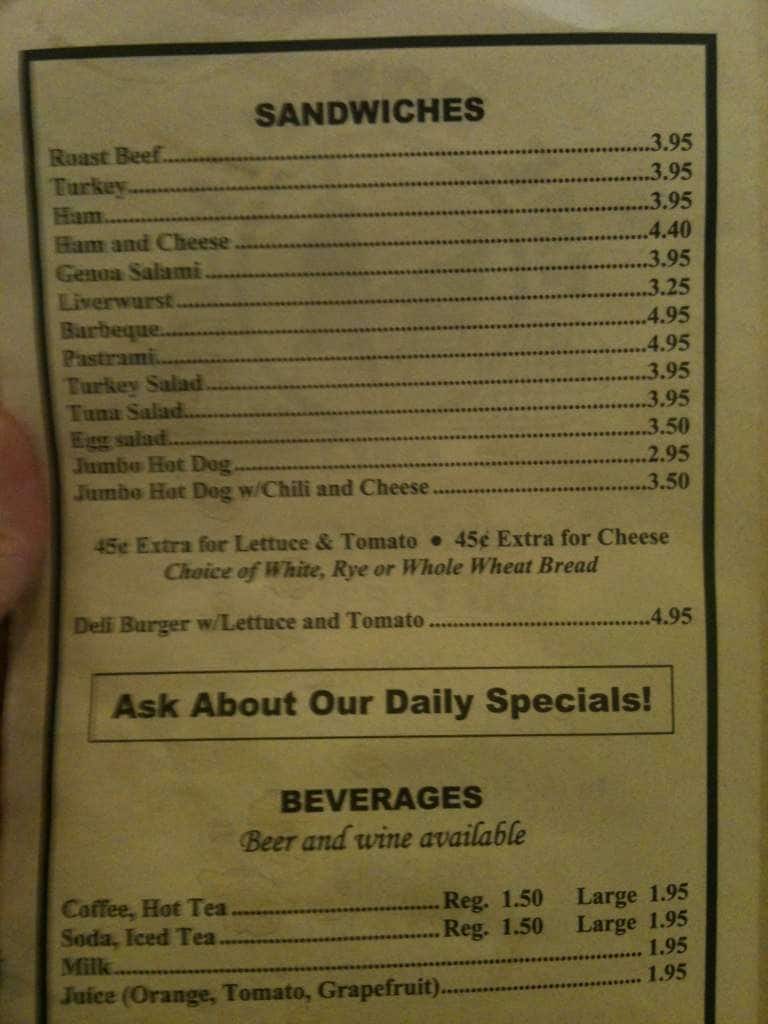 SANDWICHES
Roast Beef 3.95
Turkey 3.95
Ham 3.95
Ham and Cheese 4.40
Genoa Salami 3.95
Liverwurst 3.25
Barbeque 4.95
Pastrami 4.95
Turkey Salad 3.95
Tuna Salad 3.95
Egg salad 3.50
Jumbo Hot Dog 2.95
Jumbo Hot Dog w/Chili and Cheese 3.50
45¢ Extra for Lettuce & Tomato • 45¢ Extra for Cheese
Choice of White, Rye or Whole Wheat Bread
Deli Burger w/Lettuce and Tomato 4.95
Ask About Our Daily Specials!
BEVERAGES
Beer and wine available
Coffee, Hot Tea Reg. 1.50 Large 1.95
Soda, Iced Tea Reg. 1.50 Large 1.95
Milk 1.95
Juice (Orange, Tomato, Grapefruit) 1.95